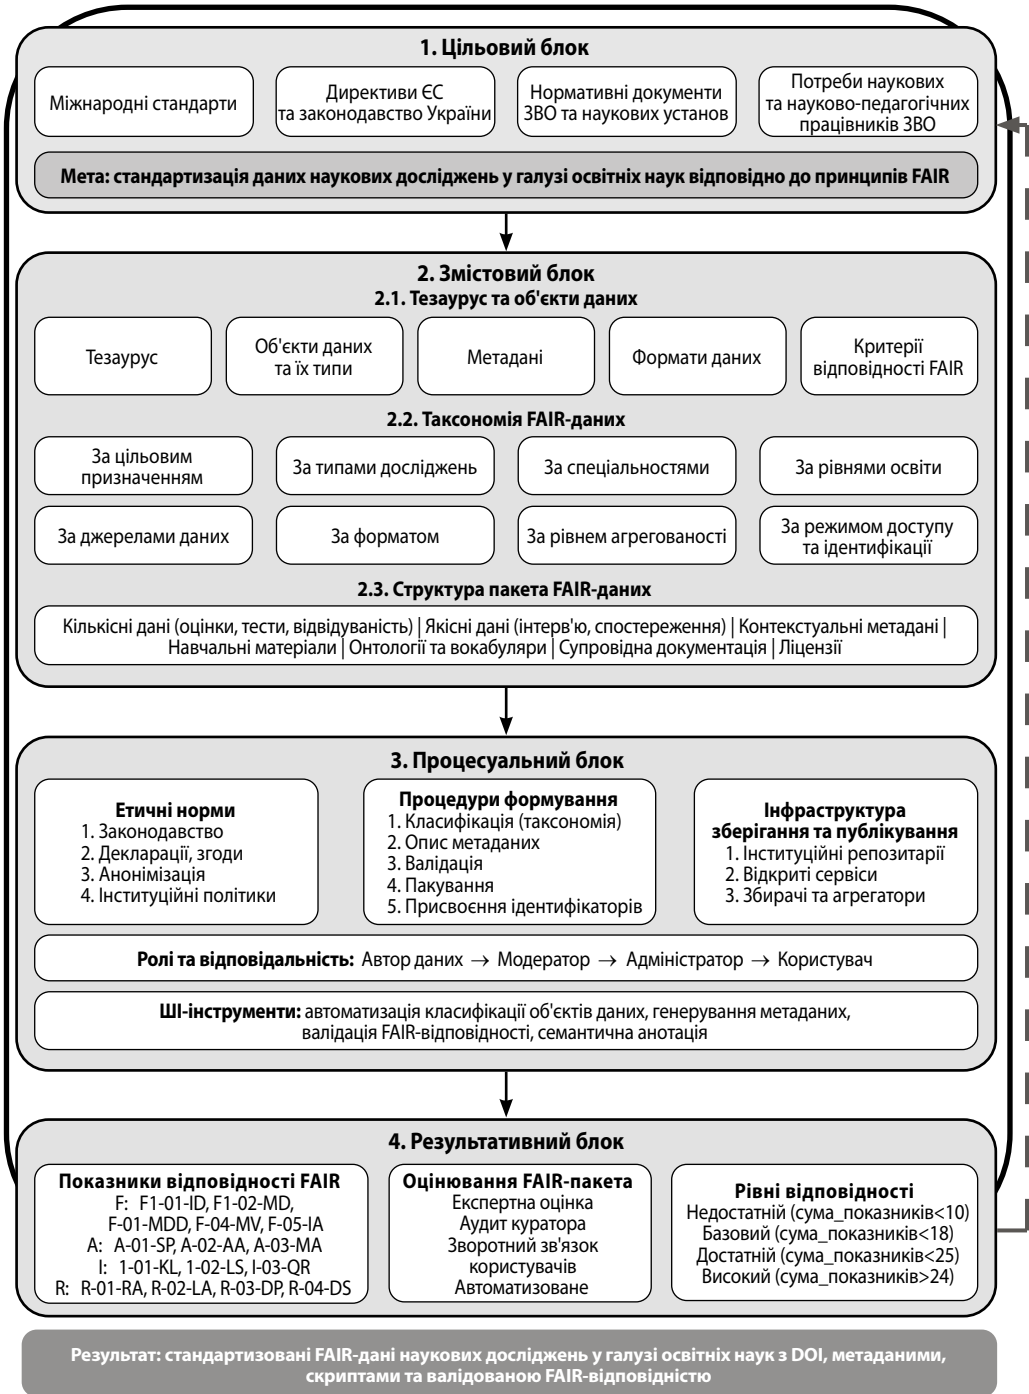 1. Цільовий блок
Міжнародні стандарти
Директиви ЄС
та законодавство України
Нормативні документи
ЗВО та наукових установ
Потреби наукових
та науково-педагогічних
працівників ЗВО
Мета: стандартизація даних наукових досліджень у галузі освітніх наук відповідно до принципів FAIR
2. Змістовий блок
2.1. Тезаурус та об'єкти даних
Тезаурус
Об'єкти даних
та їх типи
Метадані
Формати даних
Критерії
відповідності FAIR
2.2. Таксономія FAIR-даних
За цільовим
призначенням
За типами досліджень
За спеціальностями
За рівнями освіти
За джерелами даних
За форматом
За рівнем агрегованості
За режимом доступу
та ідентифікації
2.3. Структура пакета FAIR-даних
Кількісні дані (оцінки, тести, відвідуваність) | Якісні дані (інтерв'ю, спостереження) | Контекстуальні метадані |
Навчальні матеріали | Онтології та вокабуляри | Супровідна документація | Ліцензії
3. Процесуальний блок
Етичні норми
1. Законодавство
2. Декларації, згоди
3. Анонімізація
4. Інституційні політики
Процедури формування
1. Класифікація (таксономія)
2. Опис метаданих
3. Валідація
4. Пакування
5. Присвоєння ідентифікаторів
Інфраструктура
зберігання та публікування
1. Інституційні репозитарії
2. Відкриті сервіси
3. Збирачі та агрегатори
Ролі та відповідальність: Автор даних → Модератор → Адміністратор → Користувач
ШІ-інструменти: автоматизація класифікації об'єктів даних, генерування метаданих,
валідація FAIR-відповідності, семантична анотація
4. Результативний блок
Показники відповідності FAIR
F: F1-01-ID, F1-02-MD,
F-01-MDD, F-04-MV, F-05-IA
A: A-01-SP, A-02-AA, A-03-MA
I: 1-01-KL, 1-02-LS, I-03-QR
R: R-01-RA, R-02-LA, R-03-DP, R-04-DS
Оцінювання FAIR-пакета
Експертна оцінка
Аудит куратора
Зворотний зв'язок
користувачів
Автоматизоване
Рівні відповідності
Недостатній (сума_показників<10)
Базовий (сума_показників<18)
Достатній (сума_показників<25)
Високий (сума_показників>24)
Результат: стандартизовані FAIR-дані наукових досліджень у галузі освітніх наук з DOI, метаданими,
скриптами та валідованою FAIR-відповідністю